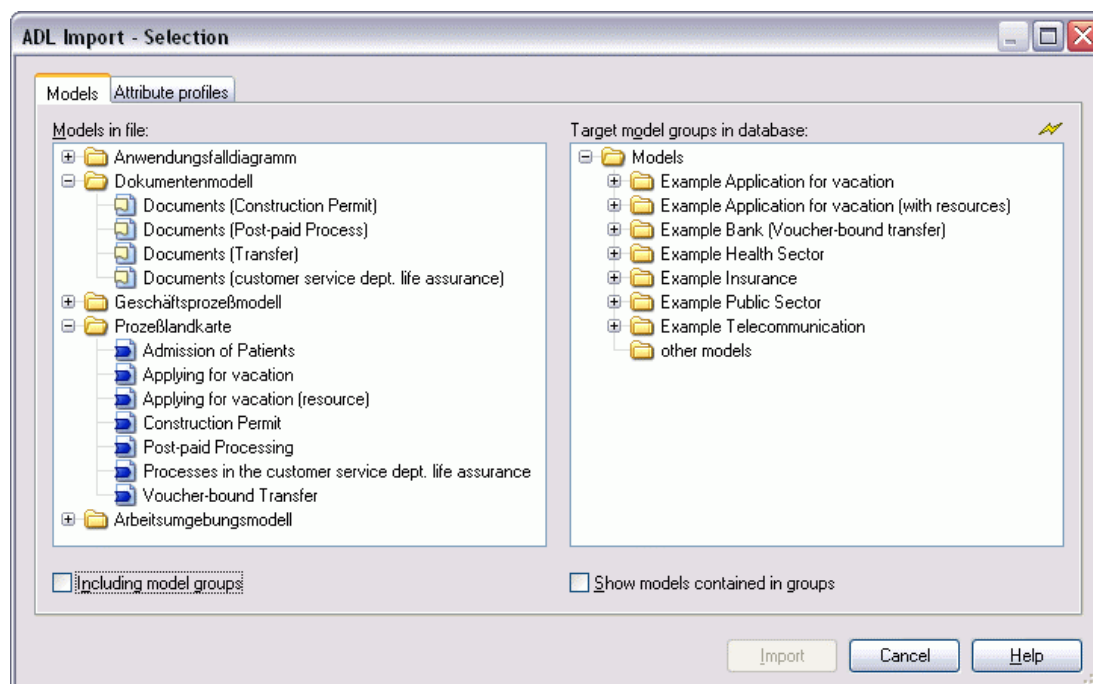 ADL Import - Selection
Models
Attribute profiles
Models in file:
Anwendungsfalldiagramm
Dokumentenmodell
Documents (Construction Permit)
Documents (Post-paid Process)
Documents (Transfer)
Documents (customer service dept. life assurance)
Geschäftsprozeßmodell
Prozeßlandkarte
Admission of Patients
Applying for vacation
Applying for vacation (resource)
Construction Permit
Post-paid Processing
Processes in the customer service dept. life assurance
Voucher-bound Transfer
Arbeitsumgebungsmodell
Including model groups
Target model groups in database:
Models
Example Application for vacation
Example Application for vacation (with resources)
Example Bank (Voucher-bound transfer)
Example Health Sector
Example Insurance
Example Public Sector
Example Telecommunication
other models
Show models contained in groups
Import
Cancel
Help